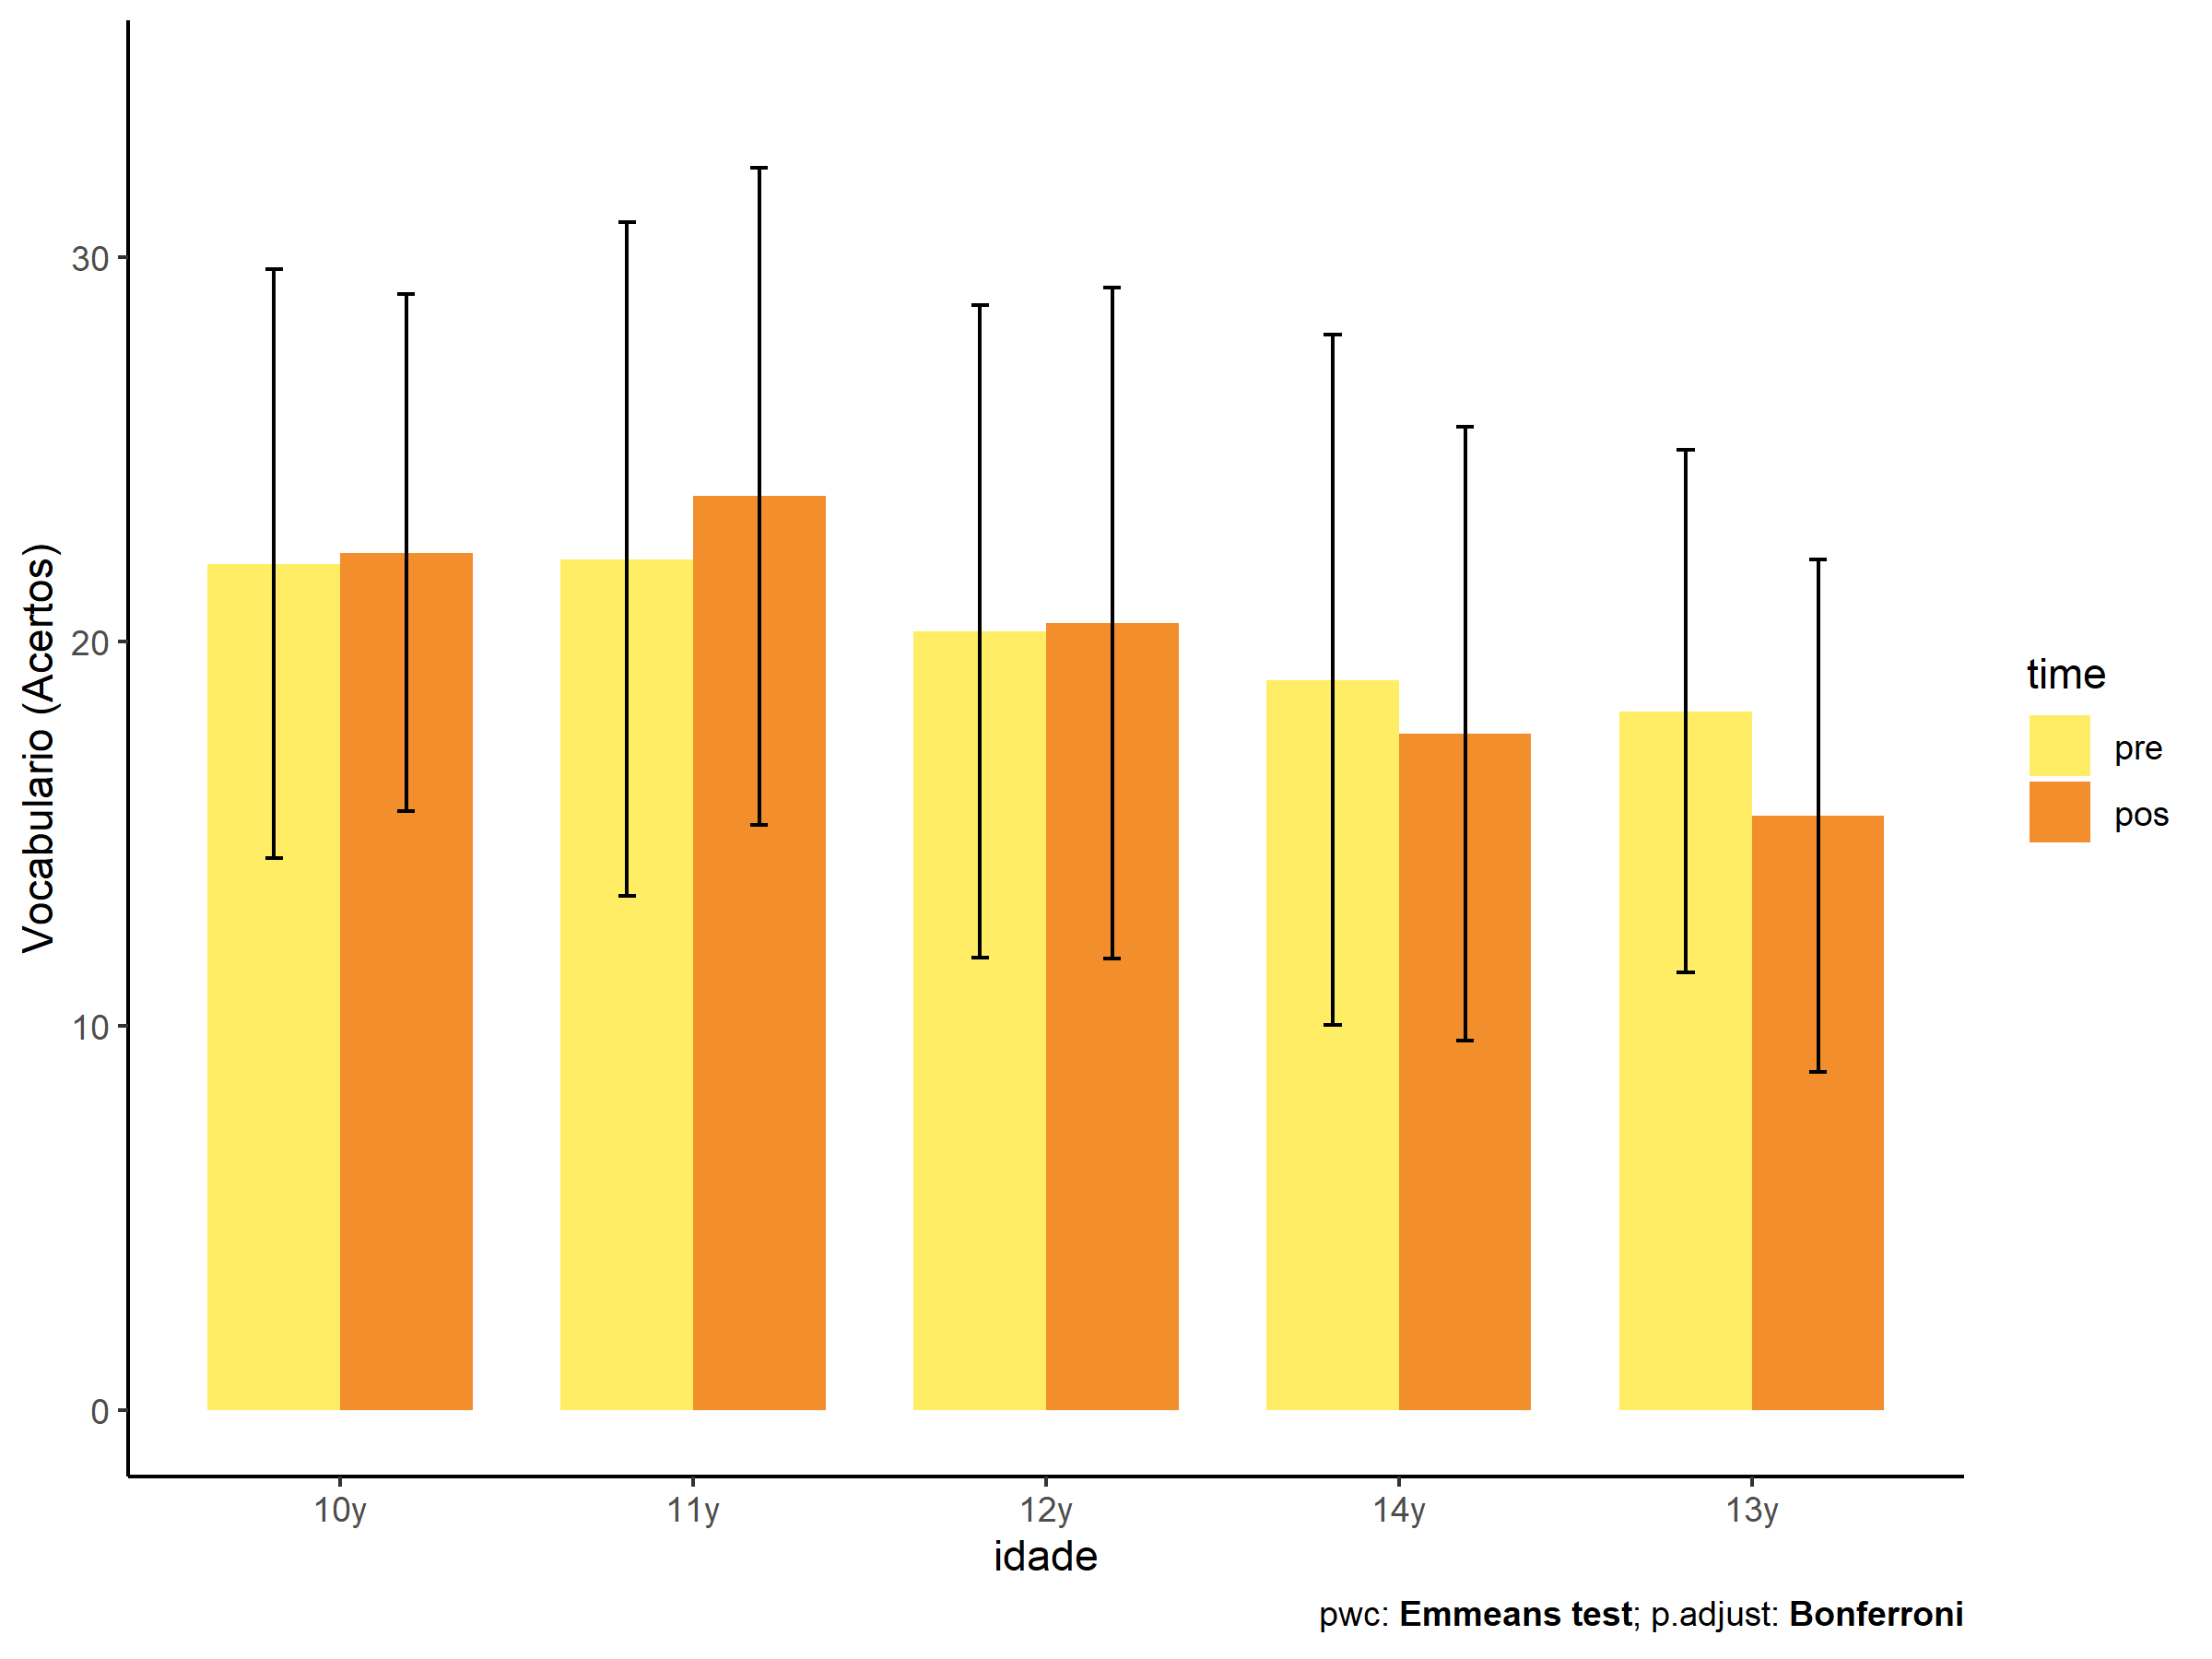 Vocabulario (Acertos)
30
20
10
0
10y
11y
12y
14y
13y
idade
time
pre
pos
pwc: Emmeans test; p.adjust: Bonferroni